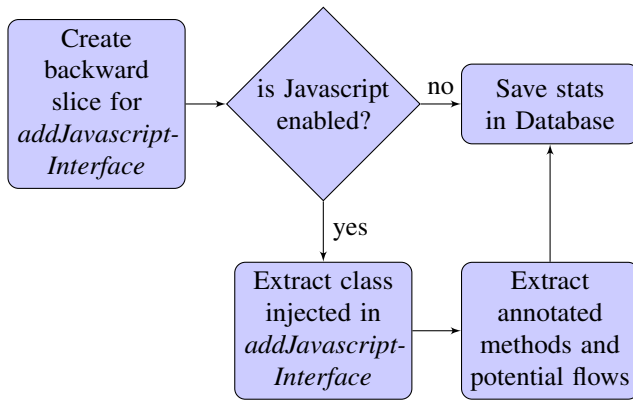 Create
backward
slice for
addJavascript-
Interface
is Javascript
enabled?
no
Save stats
in Database
yes
Extract class
injected in
addJavascript-
Interface
Extract
annotated
methods and
potential flows